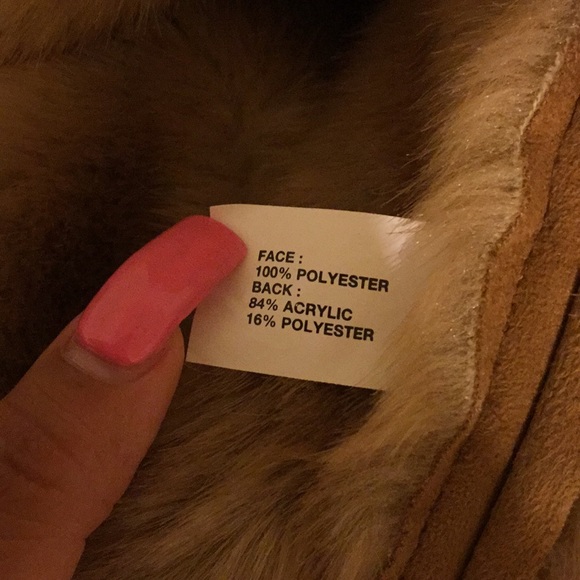 FACE :
100% POLYESTER
BACK :
84% ACRYLIC
16% POLYESTER